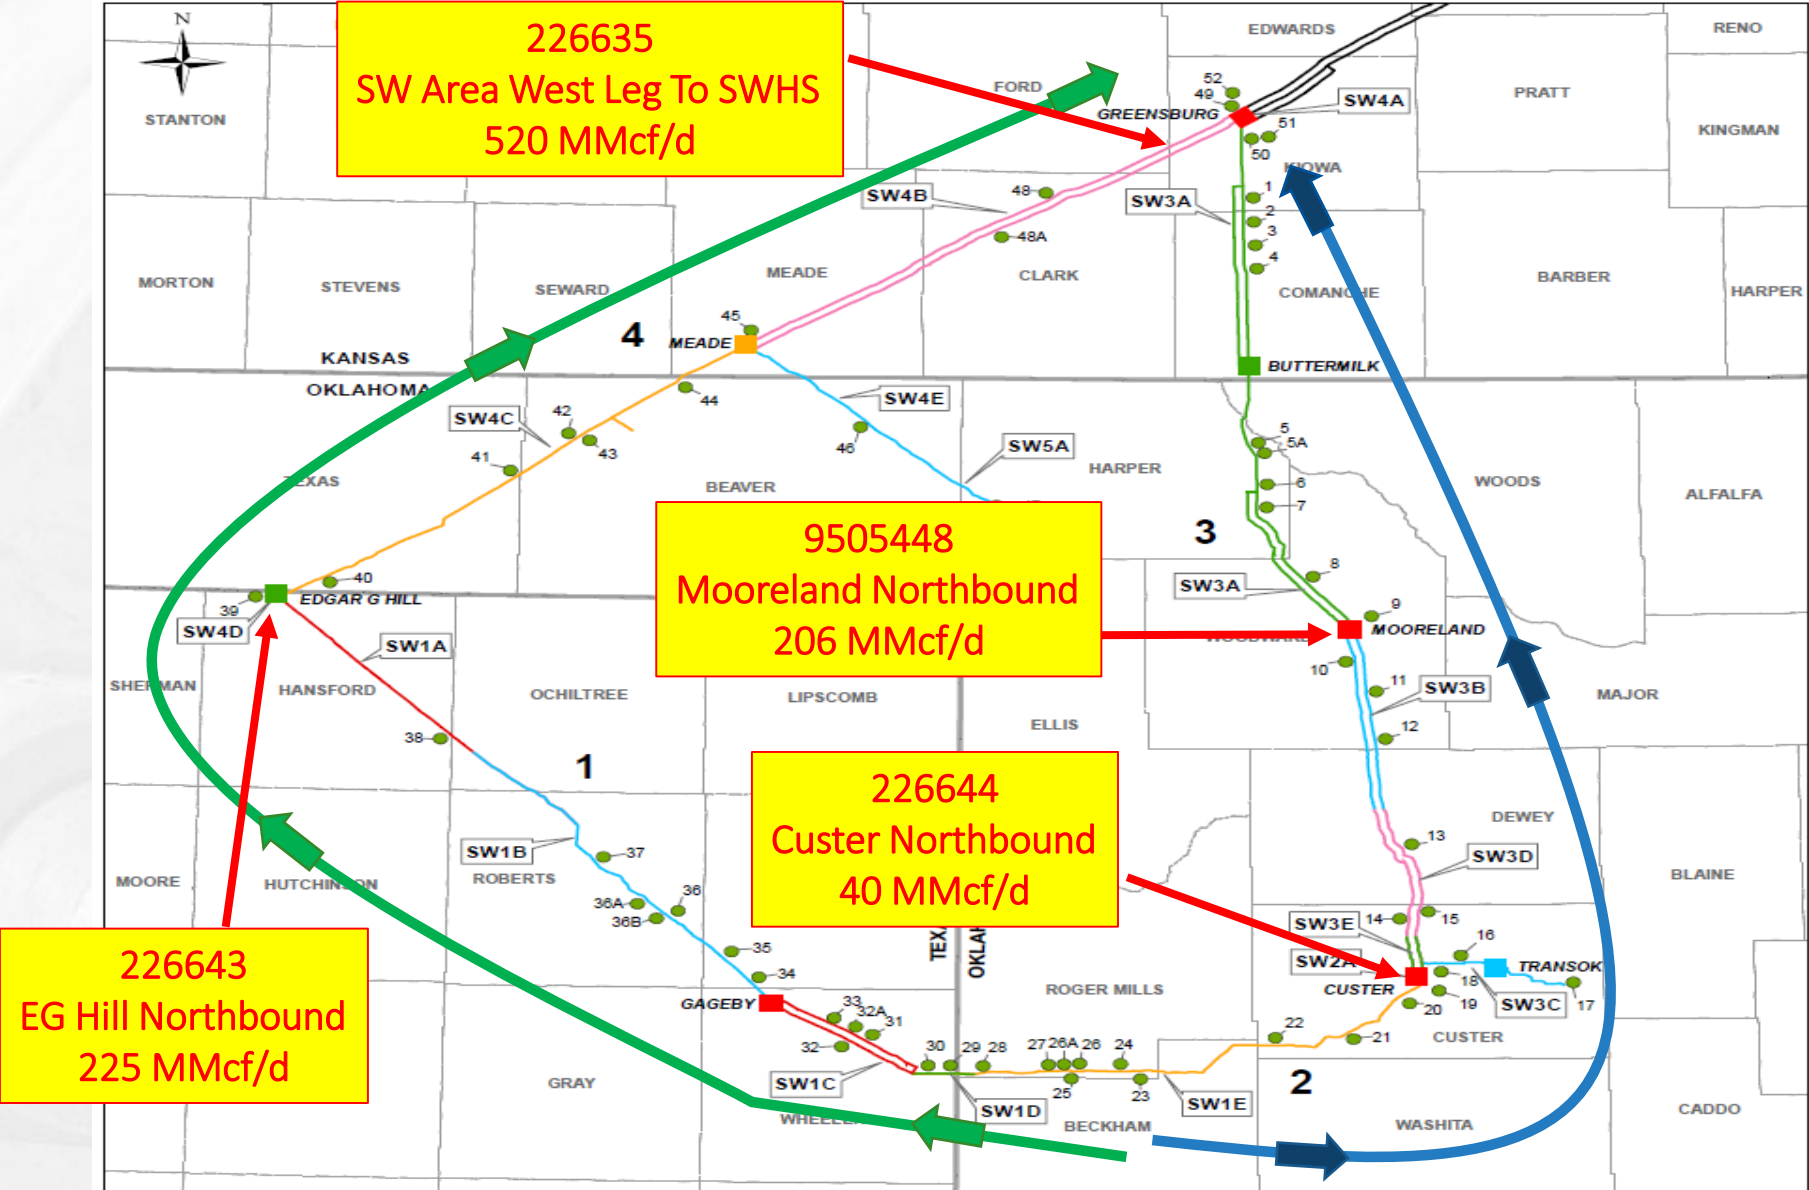 N
EDWARDS
RENO
226635
SW Area West Leg To SWHS
520 MMcf/d
FORD
52
49
GREENSBURG
SW4A
PRATT
STANTON
51
50
KINGMAN
KIOWA
SW4B
48
SW3A
1
2
3
4
48A
MORTON
STEVENS
SEWARD
MEADE
CLARK
COMANCHE
BARBER
HARPER
45
4
MEADE
KANSAS
BUTTERMILK
OKLAHOMA
44
SW4E
SW4C
42
43
41
46
SW5A
5
5A
HARPER
TEXAS
BEAVER
6
7
WOODS
ALFALFA
9505448
Mooreland Northbound
206 MMcf/d
3
8
SW3A
40
39
EDGAR G HILL
SW4D
9
MOORELAND
SW1A
10
11
SW3B
SHERMAN
HANSFORD
OCHILTREE
LIPSCOMB
ELLIS
MAJOR
38
12
1
226644
Custer Northbound
40 MMcf/d
DEWEY
13
SW3D
SW1B
37
MOORE
HUTCHINSON
ROBERTS
BLAINE
36A
36
36B
14
15
SW3E
16
SW2A
35
34
TRANSOK
CUSTER
18
19
20
SW3C
17
226643
EG Hill Northbound
225 MMcf/d
GAGEBY
ROGER MILLS
33
32A
31
32
22
21
CUSTER
30
29
28
27
26A
26
24
25
23
SW1C
SW1D
SW1E
2
GRAY
BECKHAM
WASHITA
CADDO